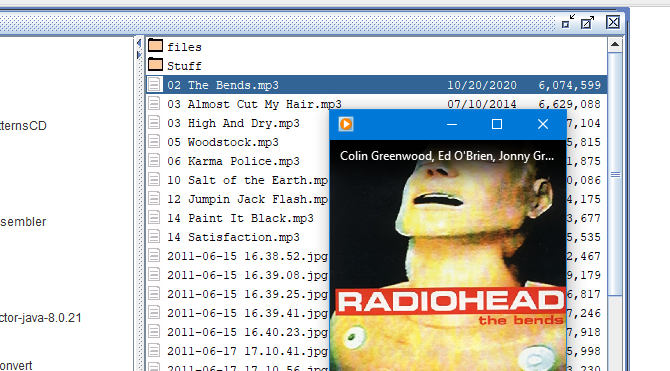 files
Stuff
02 The Bends.mp3 10/20/2020 6,074,599
03 Almost Cut My Hair.mp3 07/10/2014 6,629,088
03 High And Dry.mp3 7,104
05 Woodstock.mp3 5,815
06 Karma Police.mp3 1,875
10 Salt of the Earth.mp3 0,086
12 Jumpin Jack Flash.mp3 4,175
14 Paint It Black.mp3 3,677
14 Satisfaction.mp3 5,535
2011-06-15 16.38.52.jpg 2,467
2011-06-15 16.39.08.jpg 9,179
2011-06-15 16.39.25.jpg 6,817
2011-06-15 16.39.41.jpg 7,246
2011-06-15 16.40.23.jpg 7,918
2011-06-17 17.10.41.jpg 5,998
2011-06-17 17.10.56.jpg 3,230
tternsCD
sembler
ctor-java-8.0.21
onvert
Colin Greenwood, Ed O'Brien, Jonny Gr...
RADIOHEAD
the bends